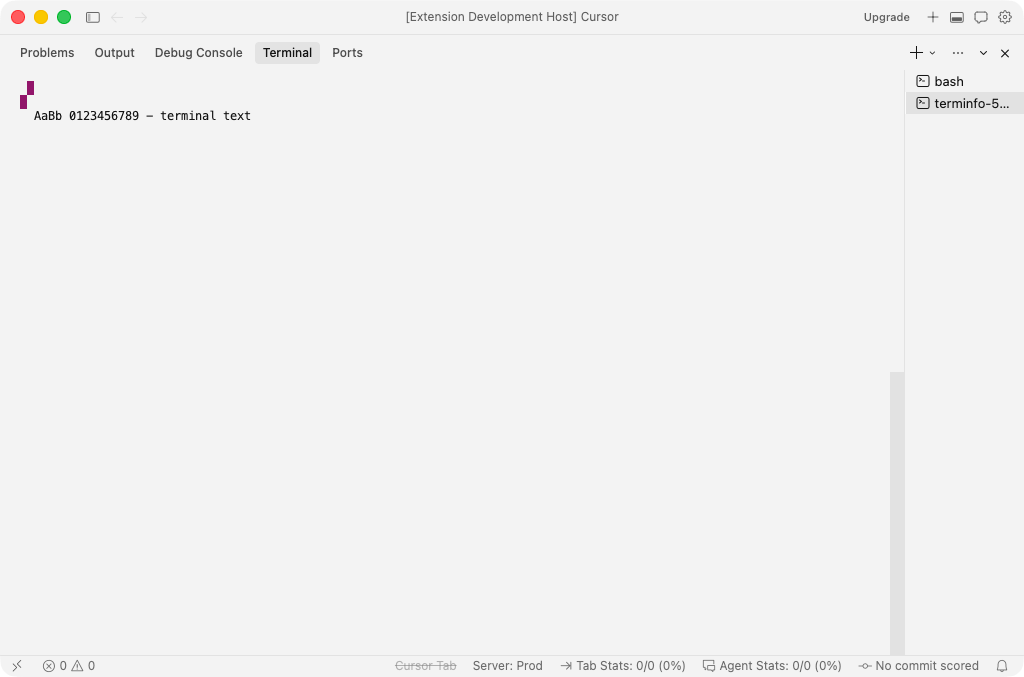 [Extension Development Host] Cursor
Upgrade
Problems Output Debug Console Terminal Ports
bash
terminfo-5...
AaBb 0123456789 — terminal text
0 0 Cursor Tab Server: Prod Tab Stats: 0/0 (0%) Agent Stats: 0/0 (0%) No commit scored